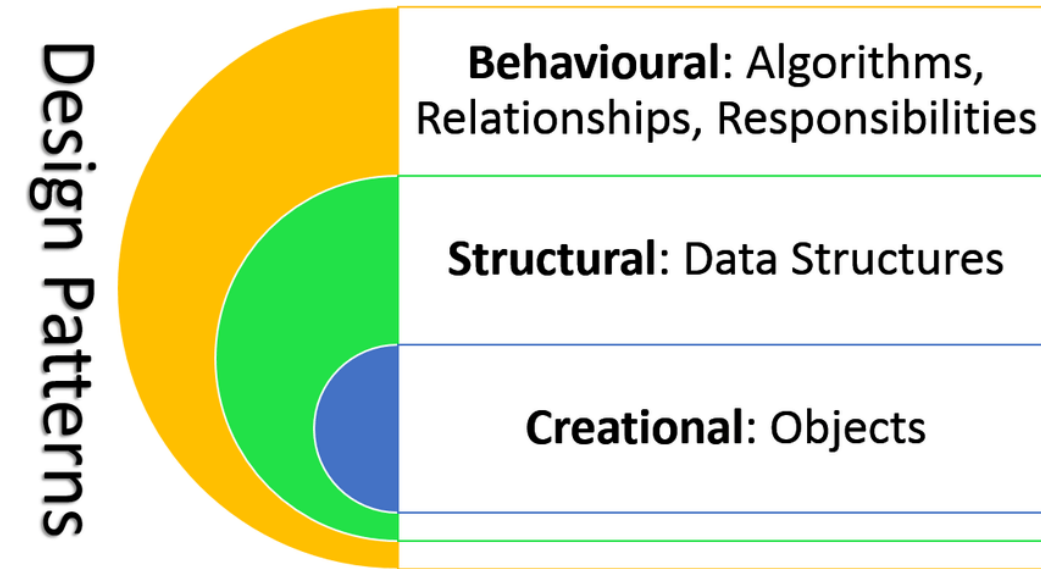 Design Patterns
Behavioural: Algorithms,
Relationships, Responsibilities
Structural: Data Structures
Creational: Objects